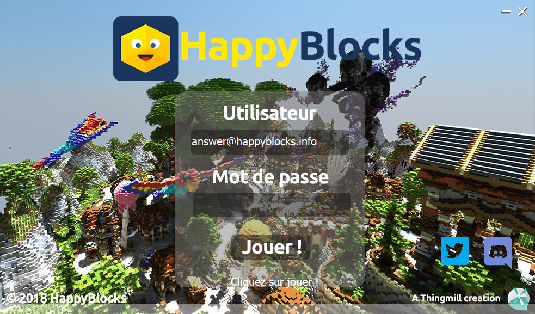 HappyBlocks
Utilisateur
answer@happyblocks.info
Mot de passe
Jouer !
Cliquez sur jouer !
© 2018 HappyBlocks
A Thingmill creation